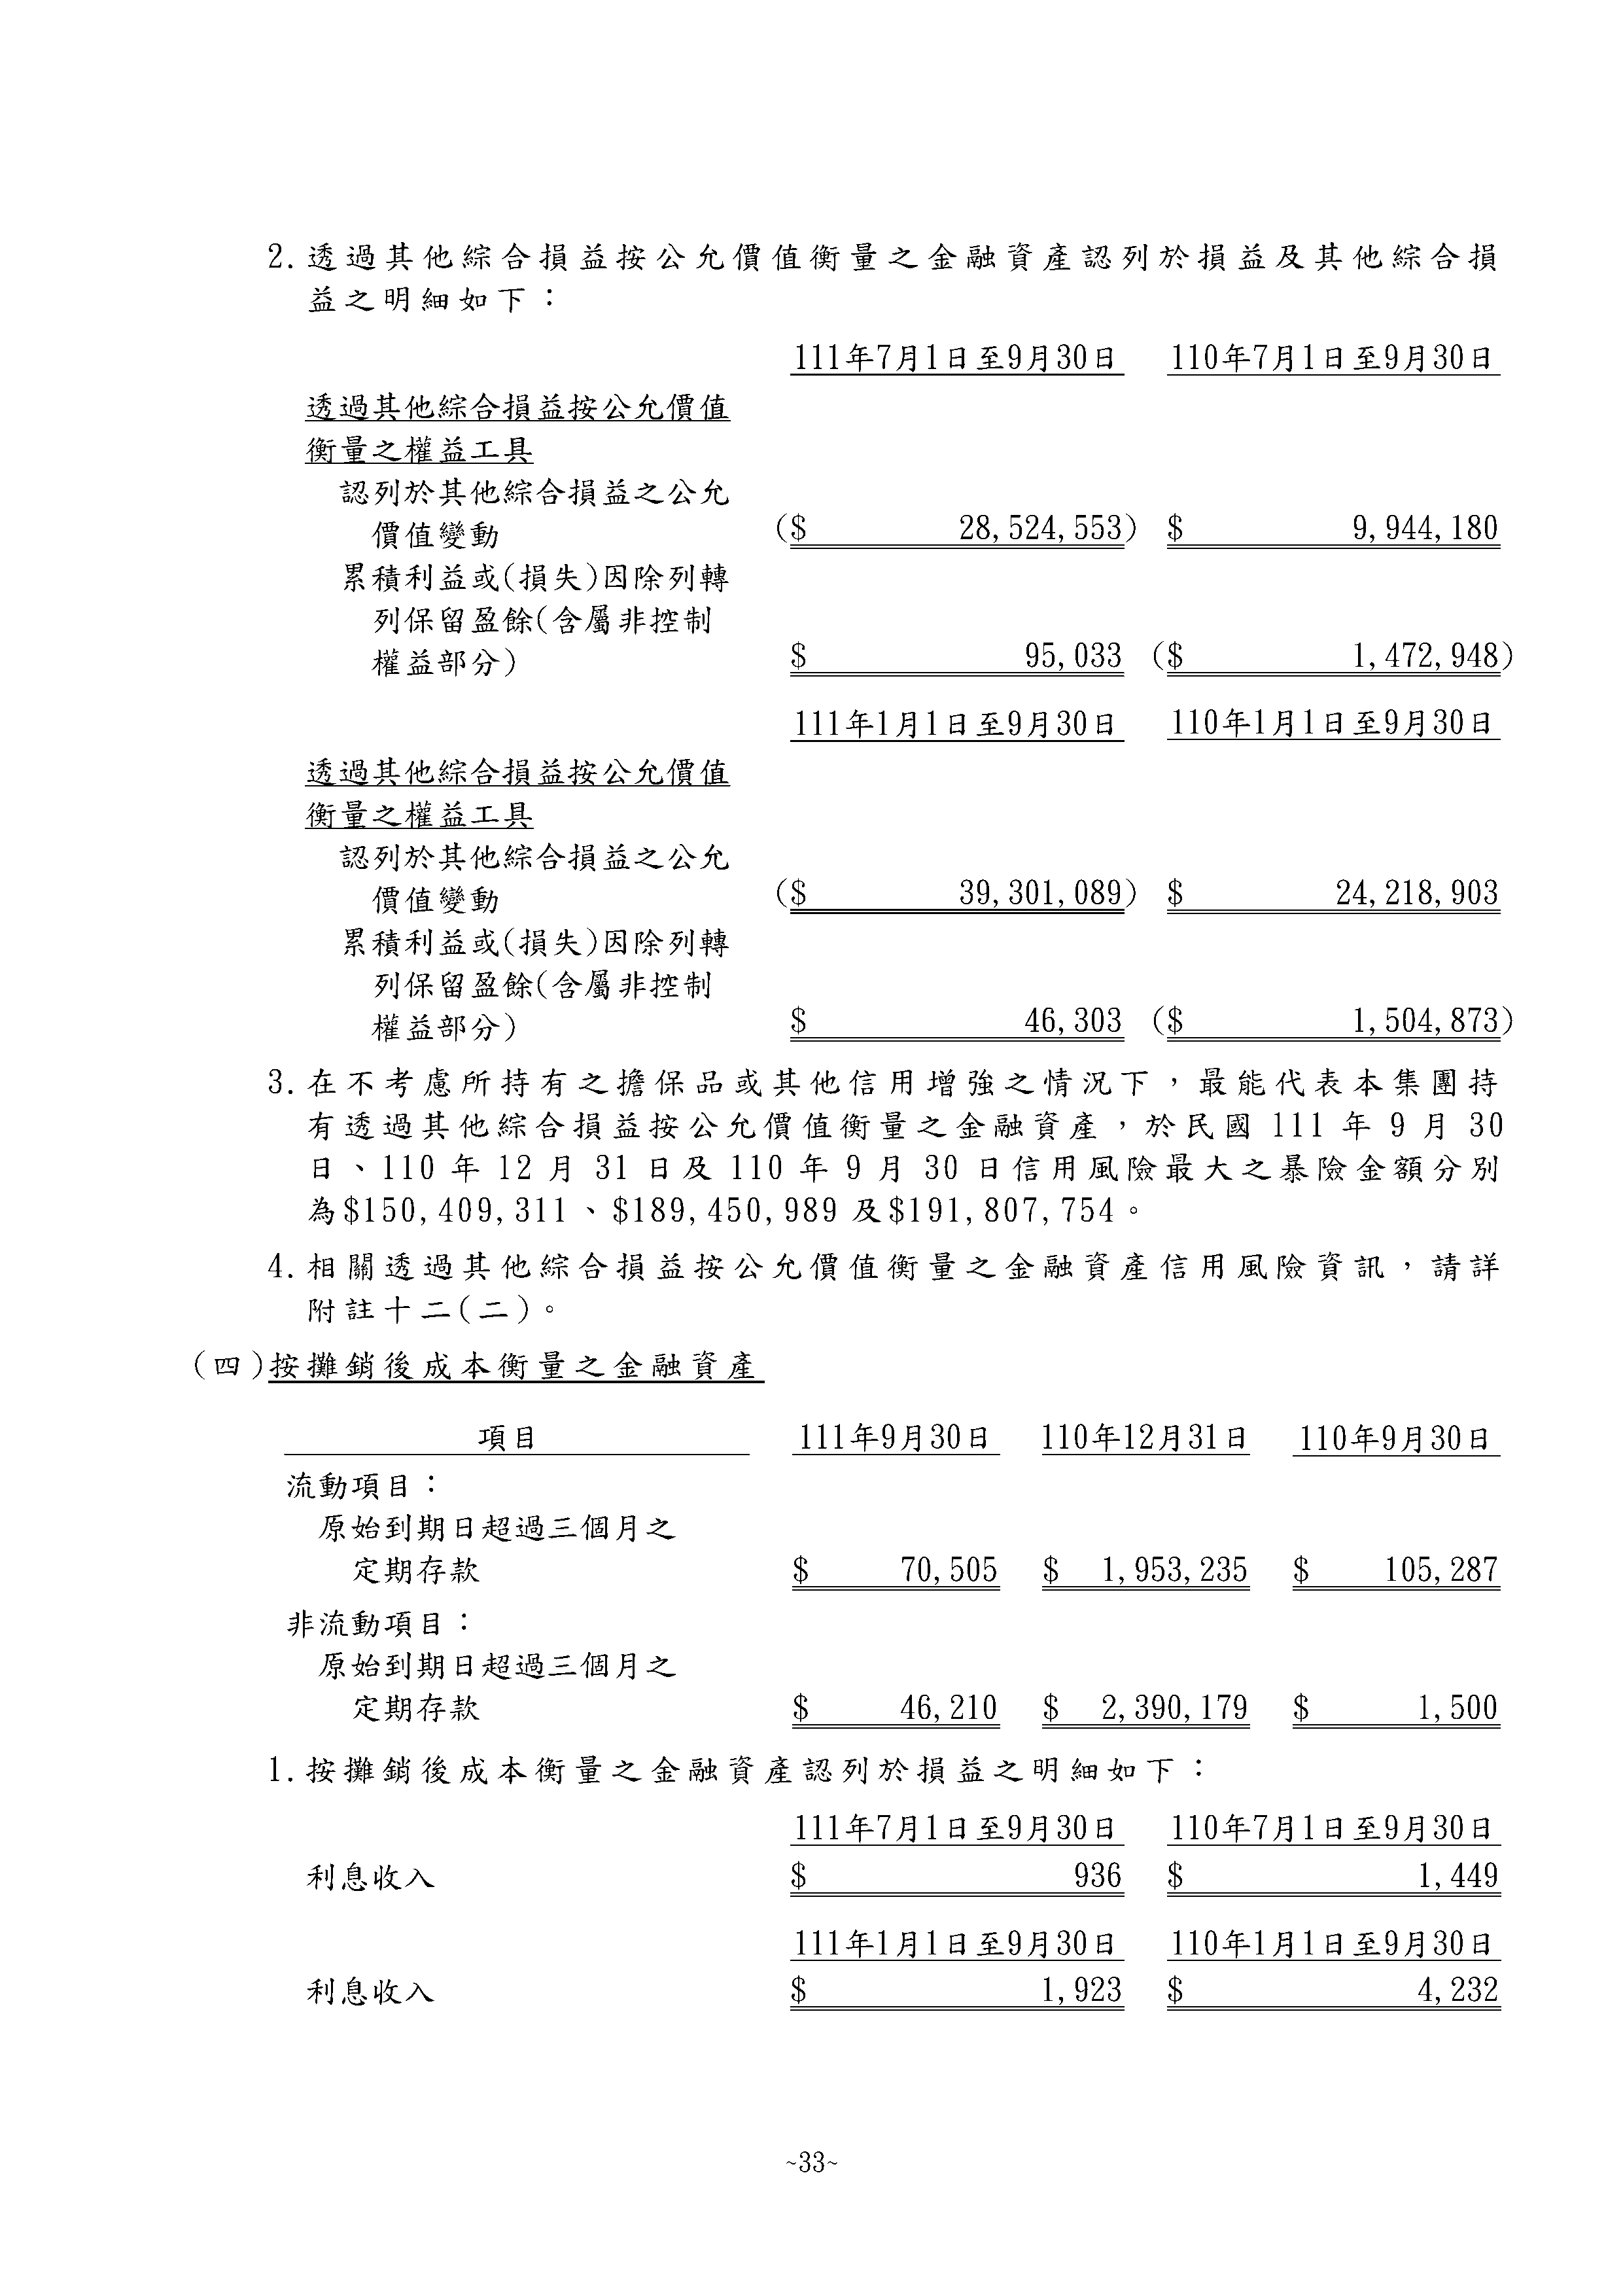 2.透過其他綜合損益按公允價值衡量之金融資產認列於損益及其他綜合損
益之明細如下：
111年7月1日至9月30日 110年7月1日至9月30日
透過其他綜合損益按公允價值
衡量之權益工具
認列於其他綜合損益之公允
價值變動 ($ 28,524,553) $ 9,944,180
累積利益或(損失)因除列轉
列保留盈餘(含屬非控制
權益部分) $ 95,033 ($ 1,472,948)
111年1月1日至9月30日 110年1月1日至9月30日
透過其他綜合損益按公允價值
衡量之權益工具
認列於其他綜合損益之公允
價值變動 ($ 39,301,089) $ 24,218,903
累積利益或(損失)因除列轉
列保留盈餘(含屬非控制
權益部分) $ 46,303 ($ 1,504,873)
3.在不考慮所持有之擔保品或其他信用增強之情況下，最能代表本集團持
有透過其他綜合損益按公允價值衡量之金融資產，於民國 111 年 9 月 30
日、110 年 12 月 31 日及 110 年 9 月 30 日信用風險最大之暴險金額分別
為$150,409,311、$189,450,989 及$191,807,754。
4.相關透過其他綜合損益按公允價值衡量之金融資產信用風險資訊，請詳
附註十二(二)。
(四)按攤銷後成本衡量之金融資產
項目 111年9月30日 110年12月31日 110年9月30日
流動項目：
原始到期日超過三個月之
定期存款 $ 70,505 $ 1,953,235 $ 105,287
非流動項目：
原始到期日超過三個月之
定期存款 $ 46,210 $ 2,390,179 $ 1,500
1.按攤銷後成本衡量之金融資產認列於損益之明細如下：
111年7月1日至9月30日 110年7月1日至9月30日
利息收入 $ 936 $ 1,449
111年1月1日至9月30日 110年1月1日至9月30日
利息收入 $ 1,923 $ 4,232
~33~